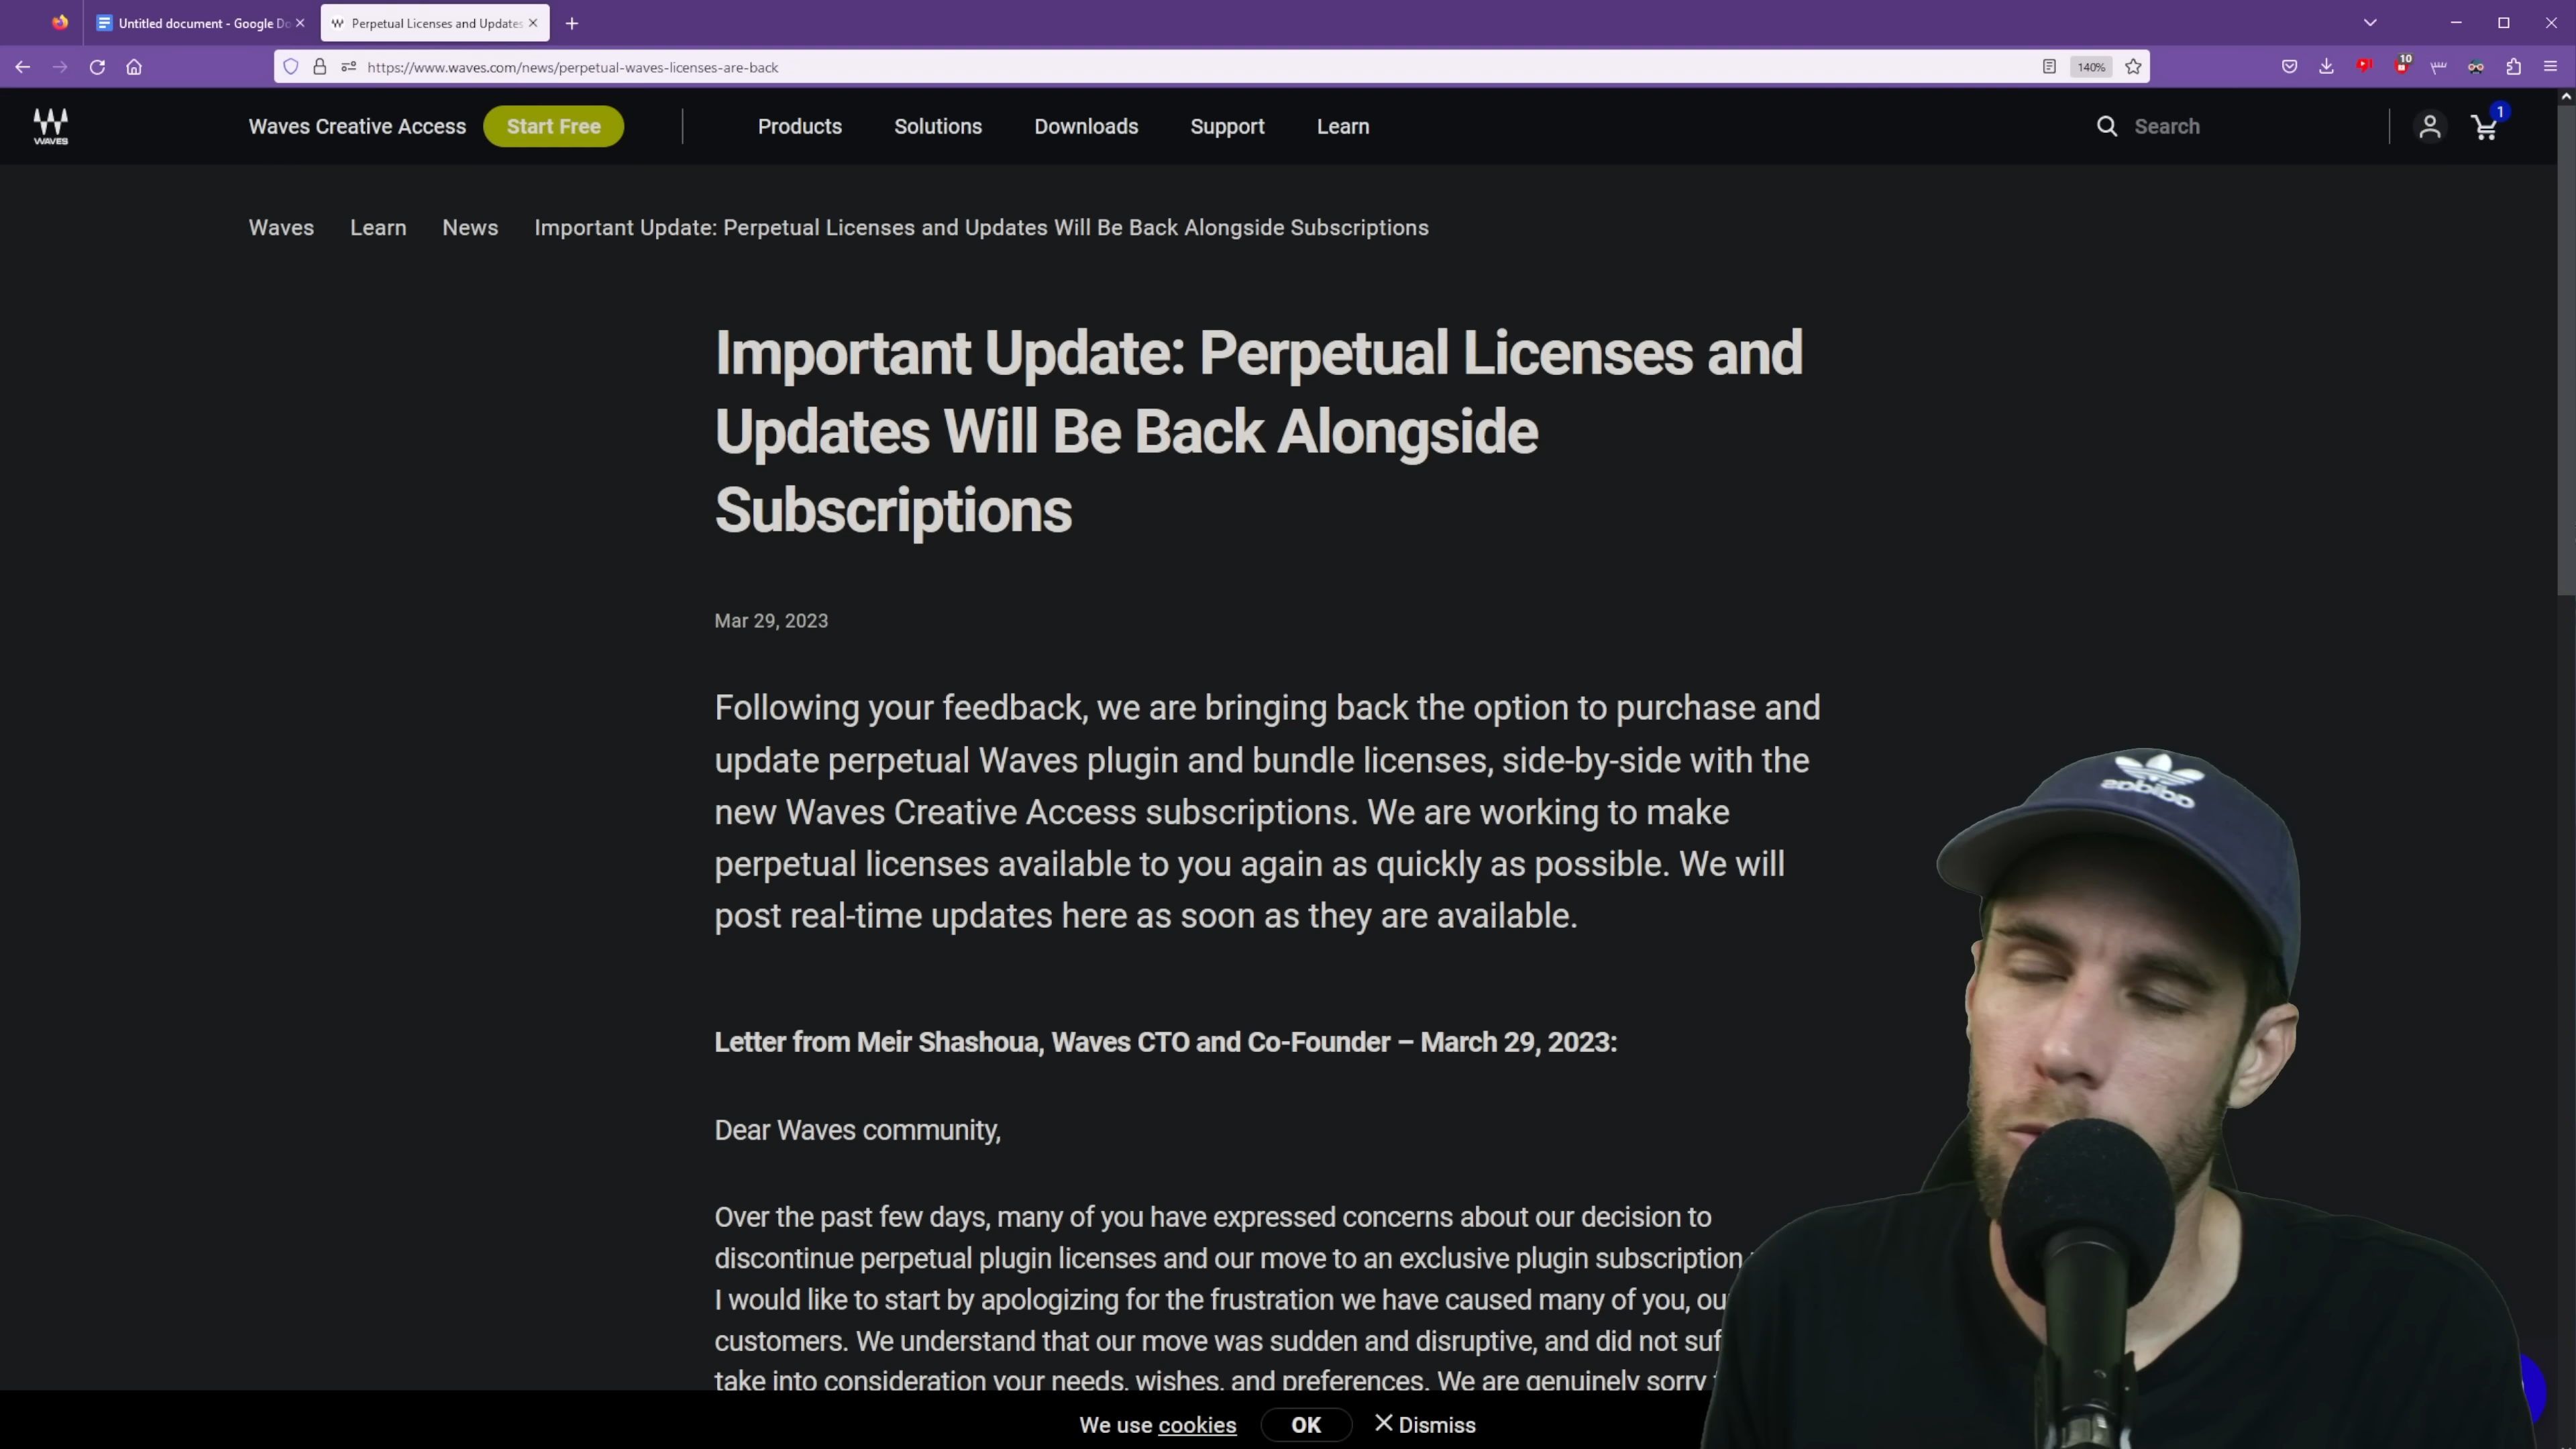 Untitled document - Google Do
Perpetual Licenses and Updates
https://www.waves.com/news/perpetual-waves-licenses-are-back
140%
10
WAVES
Waves Creative Access
Start Free
Products
Solutions
Downloads
Support
Learn
Search
1
Waves
Learn
News
Important Update: Perpetual Licenses and Updates Will Be Back Alongside Subscriptions
Important Update: Perpetual Licenses and
Updates Will Be Back Alongside
Subscriptions
Mar 29, 2023
Following your feedback, we are bringing back the option to purchase and
update perpetual Waves plugin and bundle licenses, side-by-side with the
new Waves Creative Access subscriptions. We are working to make
perpetual licenses available to you again as quickly as possible. We will
post real-time updates here as soon as they are available.
Letter from Meir Shashoua, Waves CTO and Co-Founder – March 29, 2023:
Dear Waves community,
Over the past few days, many of you have expressed concerns about our decision to
discontinue perpetual plugin licenses and our move to an exclusive plugin subscription
I would like to start by apologizing for the frustration we have caused many of you, ou
customers. We understand that our move was sudden and disruptive, and did not suf
take into consideration your needs, wishes, and preferences. We are genuinely sorry
We use cookies
OK
Dismiss
adidas